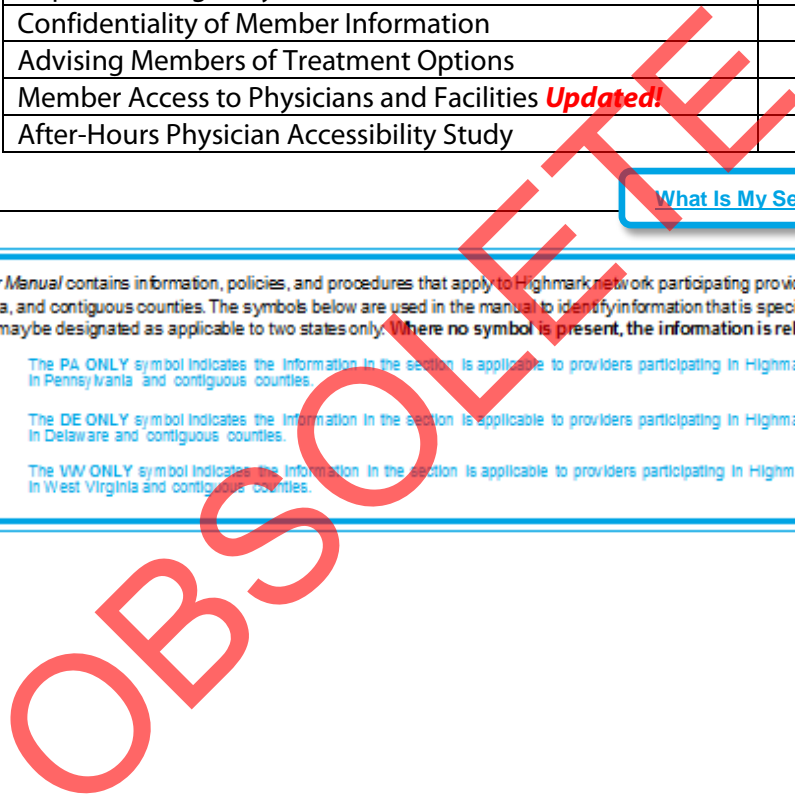 Confidentiality of Member Information
Advising Members of Treatment Options
Member Access to Physicians and Facilities Updated!
After-Hours Physician Accessibility Study
What Is My Se
Manual contains information, policies, and procedures that apply to Highmark network participating provid
a, and contiguous counties. The symbols below are used in the manual to identify information that is speci
may be designated as applicable to two states only. Where no symbol is present, the information is rel
The PA ONLY symbol indicates the information in the section is applicable to providers participating in Highma
in Pennsylvania and contiguous counties.
The DE ONLY symbol indicates the information in the section is applicable to providers participating in Highma
in Delaware and contiguous counties.
The WV ONLY symbol indicates the information in the section is applicable to providers participating in Highm
in West Virginia and contiguous counties.
OBSOLETE